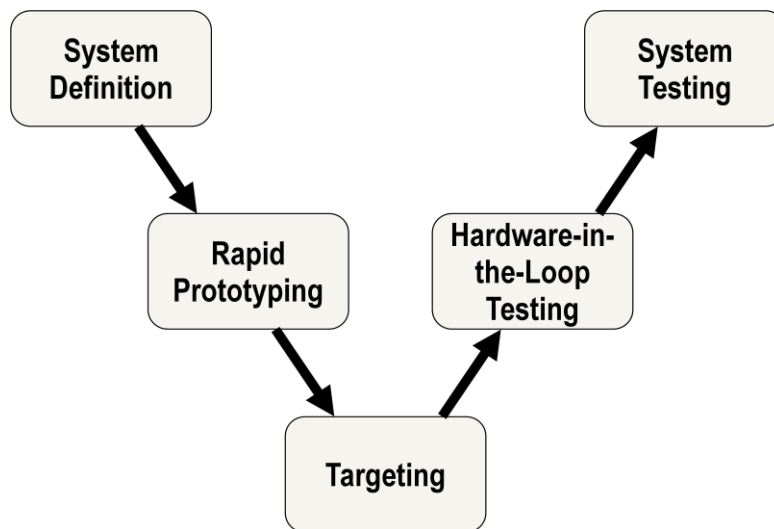 System
Definition
System
Testing
Rapid
Prototyping
Hardware-in-
the-Loop
Testing
Targeting